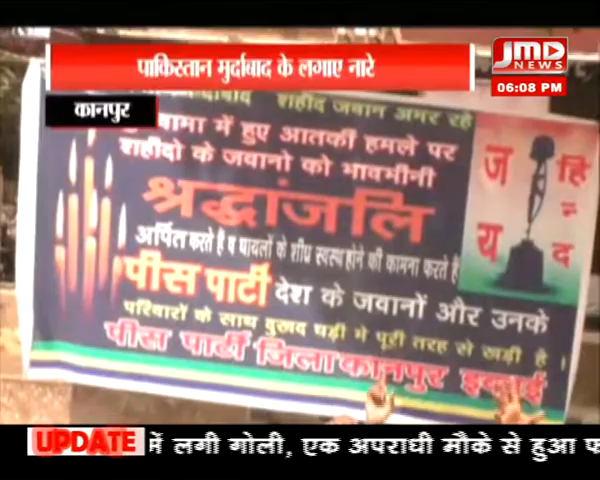 पाकिस्तान मुर्दाबाद के लगाए नारे
JMD
NEWS
06:08 PM
कानपुर
शहीद जवान अमर रहे
में हुए आतकीं हमले पर
शहीदो के जवानो को भावभीनी
श्रद्धांजलि
अर्पित करते है व घायलों के शीघ्र स्वस्थ होने की कामना करते है
पीस पार्टी देश के जवानों और उनके
परिवारों के साथ दुखद घड़ी मे पूरी तरह से खड़ी है ।
पीस पार्टी जिला कानपुर इकाई
ज हि
न्
य द
UPDATE में लगी गोली, एक अपराधी मौके से हुआ